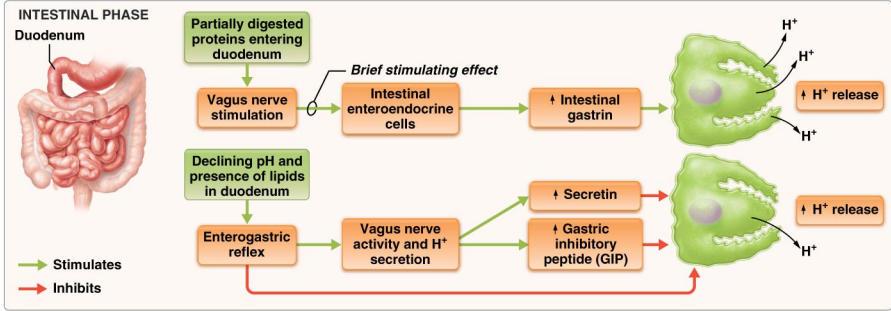 INTESTINAL PHASE
Duodenum
Partially digested
proteins entering
duodenum
Brief stimulating effect
Vagus nerve
stimulation
Intestinal
enteroendocrine
cells
↑ Intestinal
gastrin
H⁺
H⁺
H⁺
↑ H⁺ release
Declining pH and
presence of lipids
in duodenum
Enterogastric
reflex
Vagus nerve
activity and H⁺
secretion
↑ Secretin
↑ Gastric
inhibitory
peptide (GIP)
H⁺
↑ H⁺ release
Stimulates
Inhibits